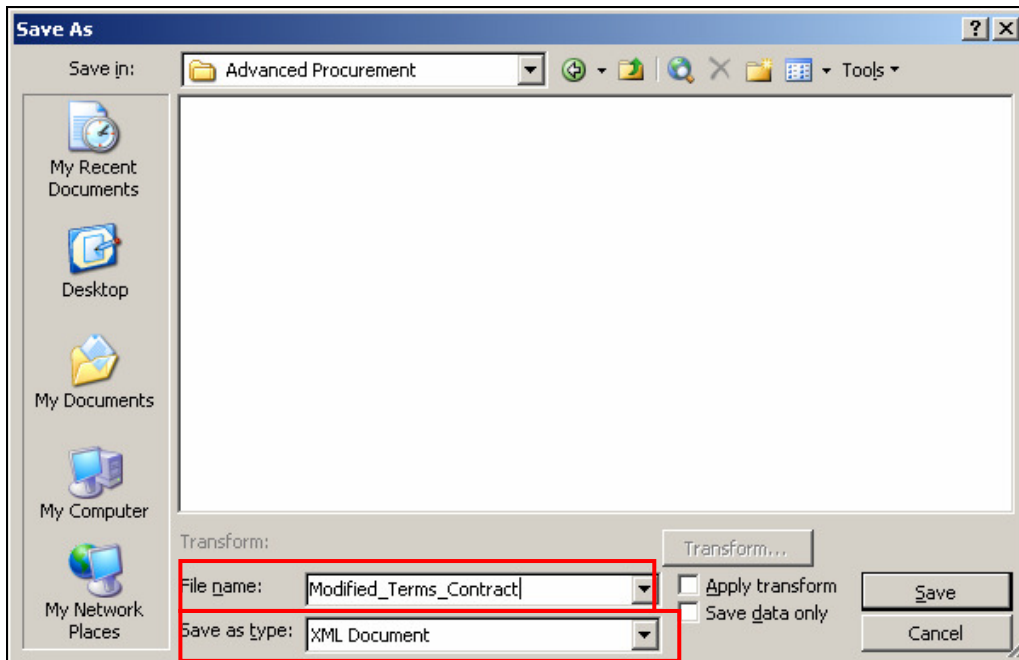 Save As
Save in:
Advanced Procurement
Tools
My Recent
Documents
Desktop
My Documents
My Computer
My Network
Places
Transform:
Transform...
File name:
Modified_Terms_Contract
Apply transform
Save data only
Save as type:
XML Document
Save
Cancel